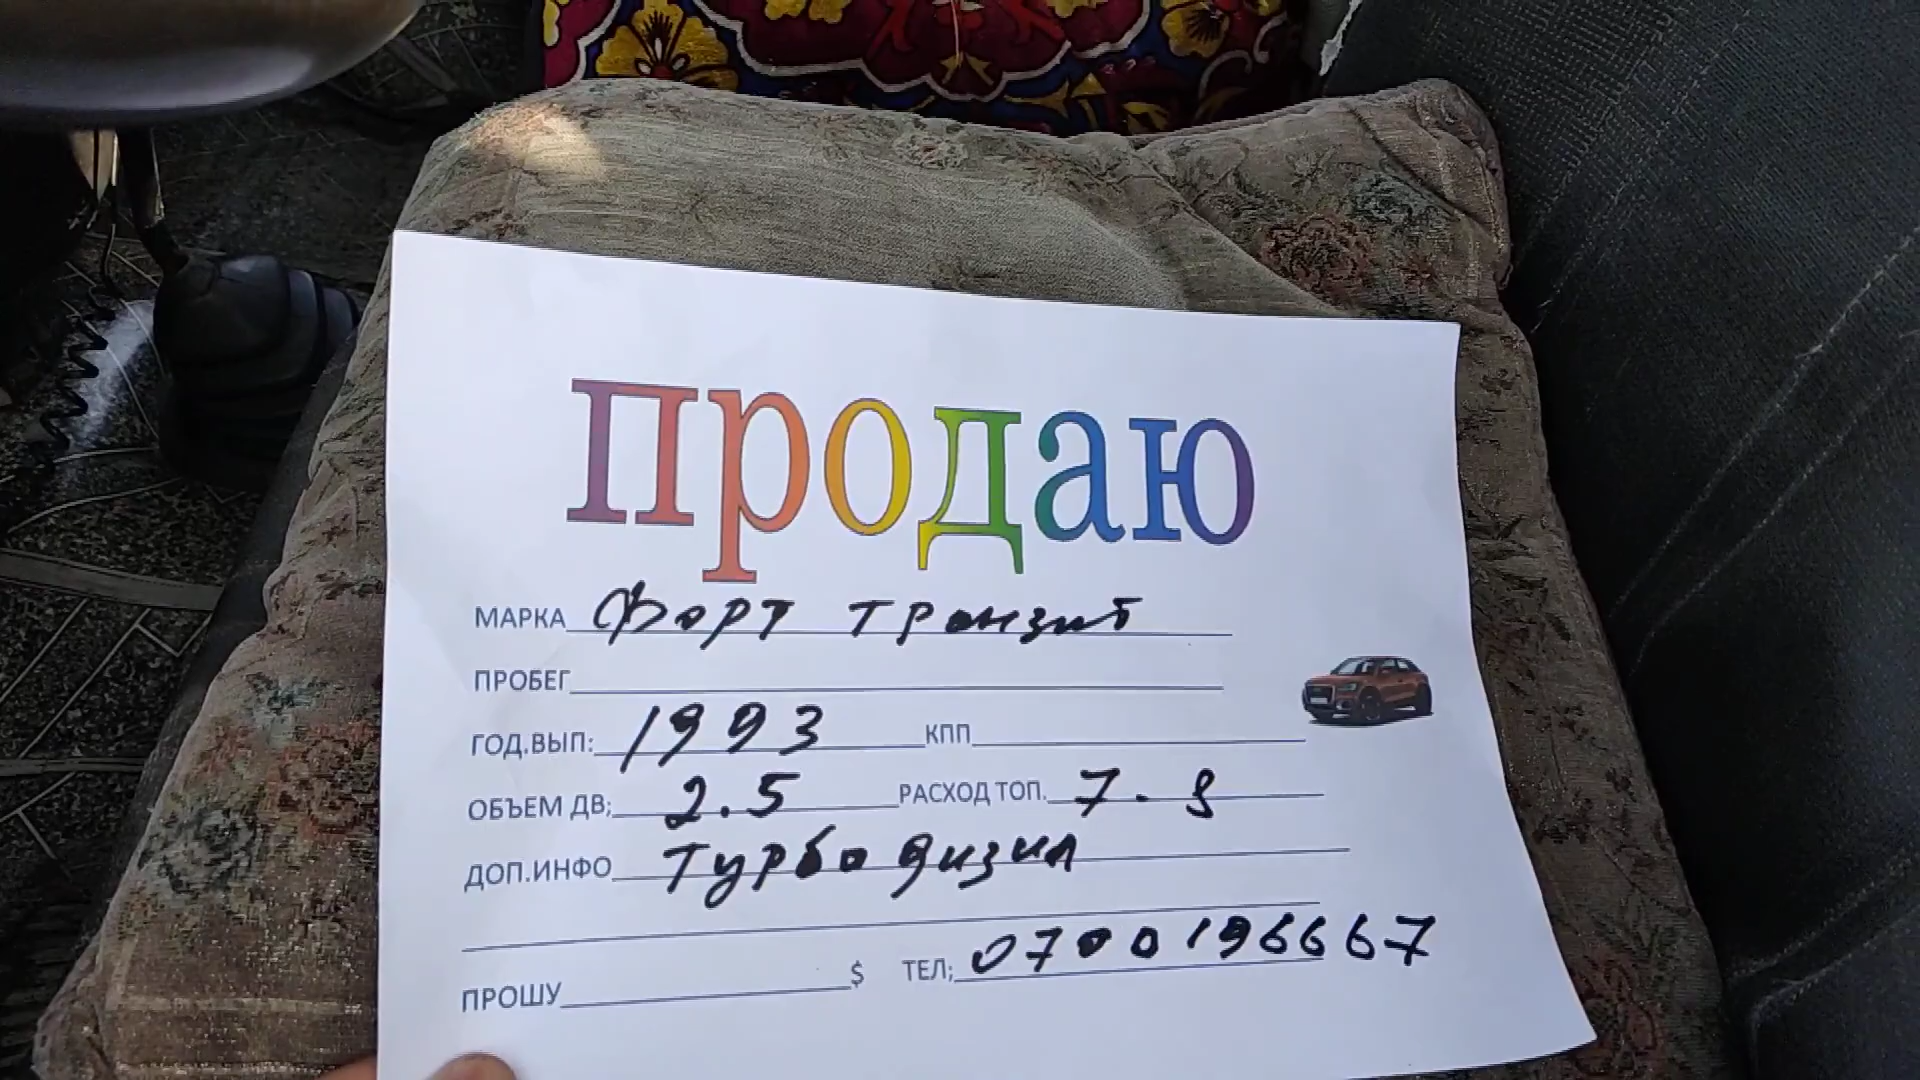 продаю
МАРКА Форт транзит
ПРОБЕГ
ГОД.ВЫП: 1993 КПП
ОБЪЕМ ДВ; 2.5 РАСХОД ТОП. 7. 8
ДОП.ИНФО Турбо дизил
ПРОШУ $ ТЕЛ; 0700196667